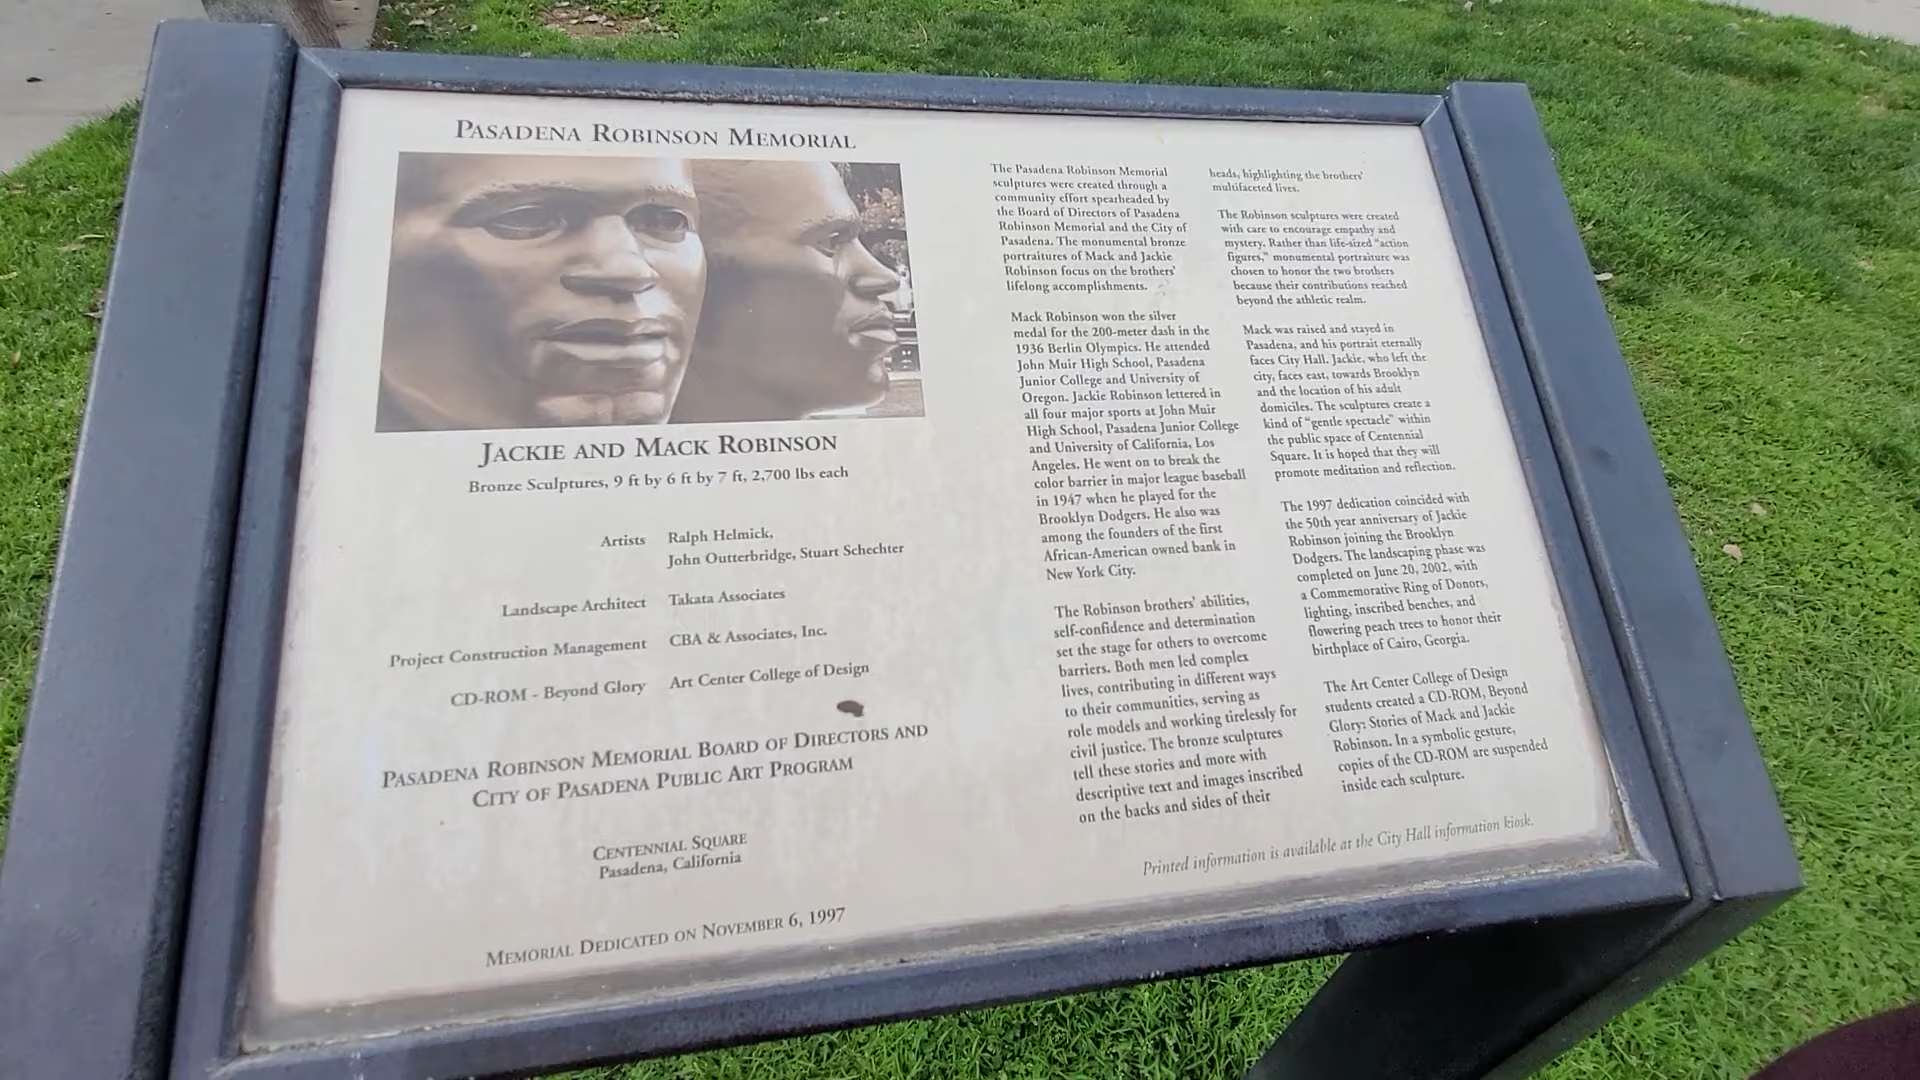 PASADENA ROBINSON MEMORIAL
JACKIE AND MACK ROBINSON
Bronze Sculptures, 9 ft by 6 ft by 7 ft, 2,700 lbs each
Artists Ralph Helmick,
John Outterbridge, Stuart Schechter
Landscape Architect Takata Associates
Project Construction Management CBA & Associates, Inc.
CD-ROM - Beyond Glory Art Center College of Design
PASADENA ROBINSON MEMORIAL BOARD OF DIRECTORS AND
CITY OF PASADENA PUBLIC ART PROGRAM
CENTENNIAL SQUARE
Pasadena, California
MEMORIAL DEDICATED ON NOVEMBER 6, 1997
The Pasadena Robinson Memorial
sculptures were created through a
community effort spearheaded by
the Board of Directors of Pasadena
Robinson Memorial and the City of
Pasadena. The monumental bronze
portraitures of Mack and Jackie
Robinson focus on the brothers'
lifelong accomplishments.
Mack Robinson won the silver
medal for the 200-meter dash in the
1936 Berlin Olympics. He attended
John Muir High School, Pasadena
Junior College and University of
Oregon. Jackie Robinson lettered in
all four major sports at John Muir
High School, Pasadena Junior College
and University of California, Los
Angeles. He went on to break the
color barrier in major league baseball
in 1947 when he played for the
Brooklyn Dodgers. He also was
among the founders of the first
African-American owned bank in
New York City.
The Robinson brothers' abilities,
self-confidence and determination
set the stage for others to overcome
barriers. Both men led complex
lives, contributing in different ways
to their communities, serving as
role models and working tirelessly for
civil justice. The bronze sculptures
tell these stories and more with
descriptive text and images inscribed
on the backs and sides of their
heads, highlighting the brothers'
multifaceted lives.
The Robinson sculptures were created
with care to encourage empathy and
mystery. Rather than life-sized "action
figures," monumental portraiture was
chosen to honor the two brothers
because their contributions reached
beyond the athletic realm.
Mack was raised and stayed in
Pasadena, and his portrait eternally
faces City Hall. Jackie, who left the
city, faces east, towards Brooklyn
and the location of his adult
domiciles. The sculptures create a
kind of "gentle spectacle" within
the public space of Centennial
Square. It is hoped that they will
promote meditation and reflection.
The 1997 dedication coincided with
the 50th year anniversary of Jackie
Robinson joining the Brooklyn
Dodgers. The landscaping phase was
completed on June 20, 2002, with
a Commemorative Ring of Donors,
lighting, inscribed benches, and
flowering peach trees to honor their
birthplace of Cairo, Georgia.
The Art Center College of Design
students created a CD-ROM, Beyond
Glory: Stories of Mack and Jackie
Robinson. In a symbolic gesture,
copies of the CD-ROM are suspended
inside each sculpture.
Printed information is available at the City Hall information kiosk.